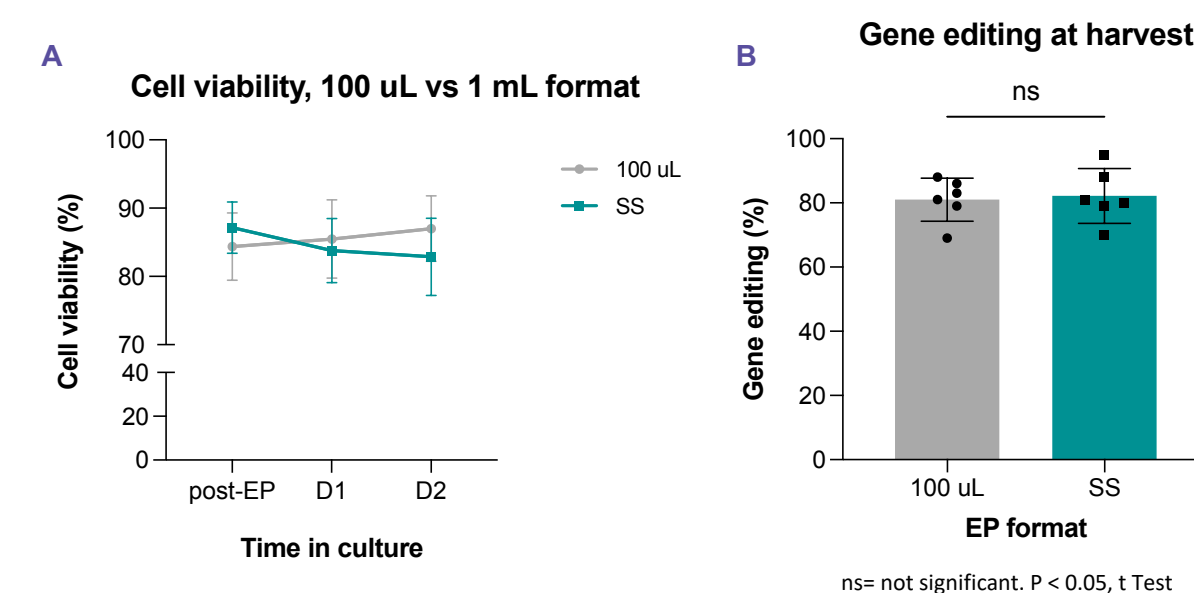 A
Cell viability, 100 uL vs 1 mL format
Cell viability (%)
100
90
80
70
40
20
0
post-EP D1 D2
Time in culture
100 uL
SS
B
Gene editing at harvest
ns
Gene editing (%)
100
80
60
40
20
0
100 uL SS
EP format
ns= not significant. P < 0.05, t Test